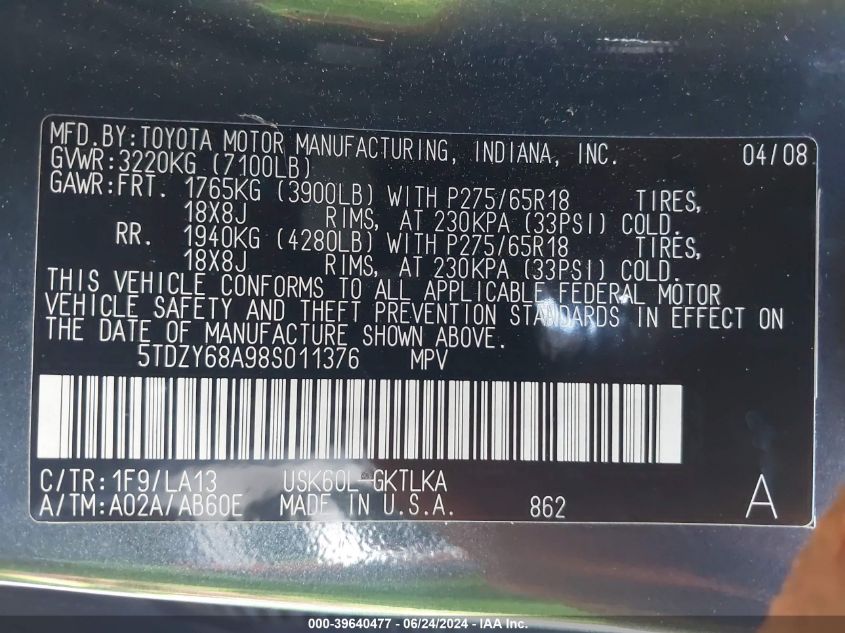 MFD.BY:TOYOTA MOTOR MANUFACTURING, INDIANA, INC. 04/08
GVWR:3220KG (7100LB)
GAWR:FRT. 1765KG (3900LB) WITH P275/65R18 TIRES,
18X8J RIMS, AT 230KPA (33PSI) COLD.
RR. 1940KG (4280LB) WITH P275/65R18 TIRES,
18X8J RIMS, AT 230KPA (33PSI) COLD.
THIS VEHICLE CONFORMS TO ALL APPLICABLE FEDERAL MOTOR
VEHICLE SAFETY AND THEFT PREVENTION STANDARDS IN EFFECT ON
THE DATE OF MANUFACTURE SHOWN ABOVE.
5TDZY68A98S011376 MPV
C/TR:1F9/LA13 USK60L-GKTLKA
A/TM:A02A/AB60E MADE IN U.S.A. 862 A
000-39640477 - 06/24/2024 - IAA Inc.